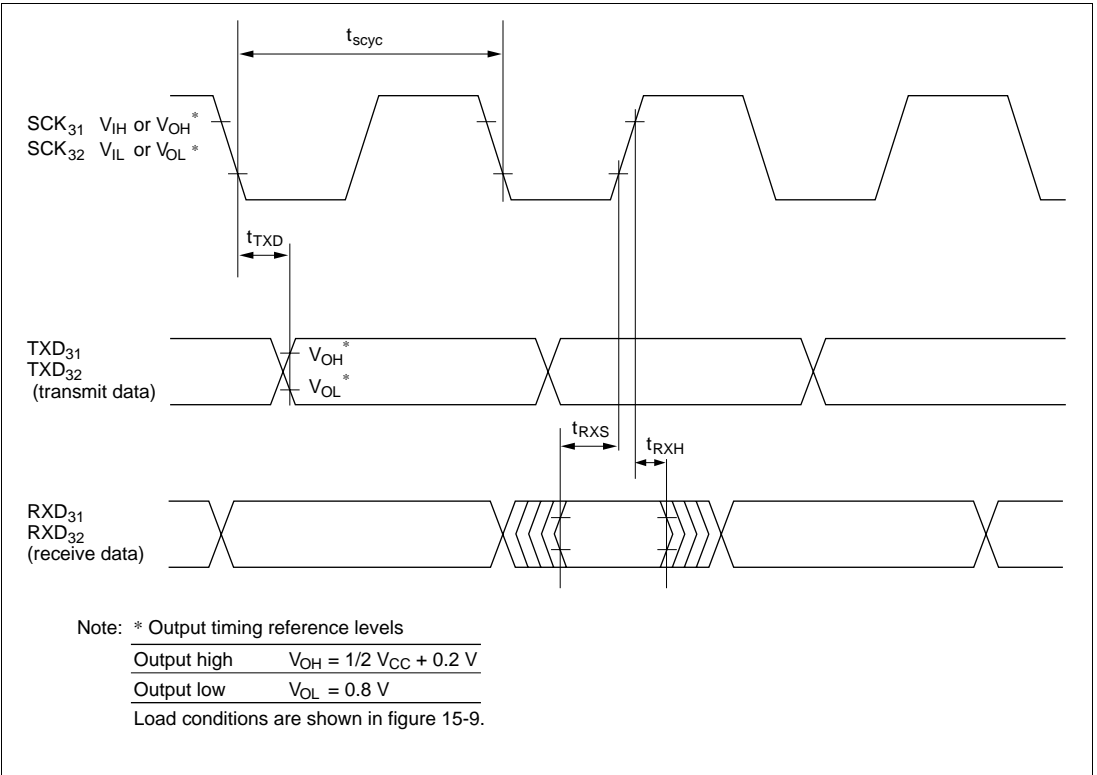 tscyc
SCK31 VIH or VOH*
SCK32 VIL or VOL*
tTXD
TXD31
TXD32
(transmit data)
VOH*
VOL*
tRXS
tRXH
RXD31
RXD32
(receive data)
Note: * Output timing reference levels
Output high VOH = 1/2 VCC + 0.2 V
Output low VOL = 0.8 V
Load conditions are shown in figure 15-9.